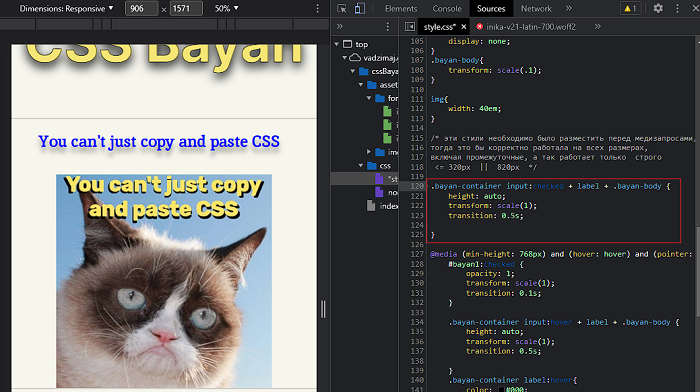 Dimensions: Responsive ▼ 906 × 1571 50% ▼
Elements Console Sources ⚠ 1
style.css* × inika-v21-latin-700.woff2
CSS Bayan
You can't just copy and paste CSS
You can't just copy
and paste CSS
top
vadzimaj.g
cssBaya
asset
fon
im
css
*st
no
index
105 display: none;
106 }
107 .bayan-body{
108 transform: scale(.1);
109 }
110
111 img{
112 width: 40em;
113 }
114
115 /* эти стили необходимо было разместить перед медизапросами,
116 тогда это бы корректно работала на всех размерах,
117 включая промежуточные, а так работает только строго
118 <= 320px || 820px */
119
120 .bayan-container input:checked + label + .bayan-body {
121 height: auto;
122 transform: scale(1);
123 transition: 0.5s;
124
125 }
126
127 @media (min-height: 768px) and (hover: hover) and (pointer:
128 #bayan1:checked {
129 opacity: 1;
130 transform: scale(1);
131 transition: 0.1s;
132 }
133
134 .bayan-container input:hover + label + .bayan-body {
135 height: auto;
136 transform: scale(1);
137 transition: 0.5s;
138
139 }
140 .bayan-container label:hover{
141 color: #000;